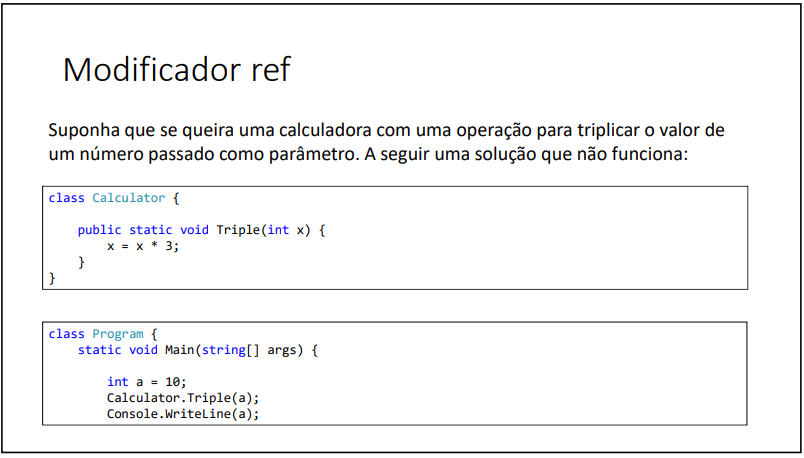 Modificador ref
Suponha que se queira uma calculadora com uma operação para triplicar o valor de
um número passado como parâmetro. A seguir uma solução que não funciona:
class Calculator {
public static void Triple(int x) {
x = x * 3;
}
}
class Program {
static void Main(string[] args) {
int a = 10;
Calculator.Triple(a);
Console.WriteLine(a);